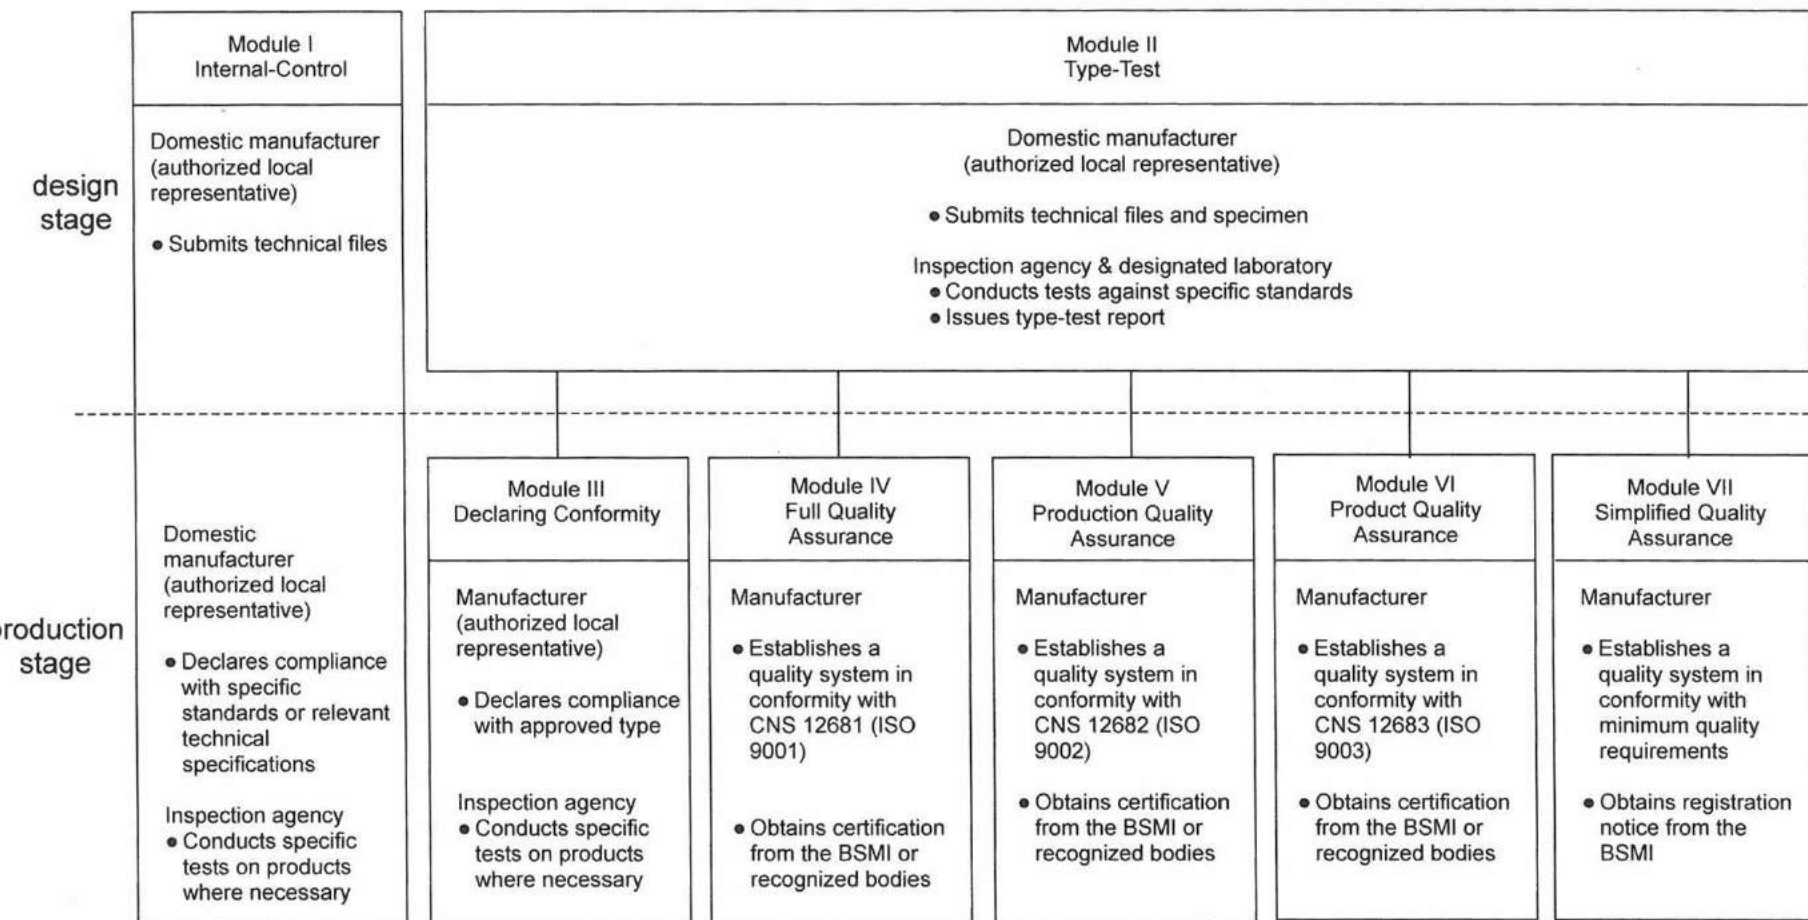 Module I
Internal-Control
Module II
Type-Test
design
stage
Domestic manufacturer
(authorized local
representative)
• Submits technical files
Domestic manufacturer
(authorized local representative)
• Submits technical files and specimen
Inspection agency & designated laboratory
• Conducts tests against specific standards
• Issues type-test report
production
stage
Domestic
manufacturer
(authorized local
representative)
• Declares compliance
with specific
standards or relevant
technical
specifications
Inspection agency
• Conducts specific
tests on products
where necessary
Module III
Declaring Conformity
Manufacturer
(authorized local
representative)
• Declares compliance
with approved type
Inspection agency
• Conducts specific
tests on products
where necessary
Module IV
Full Quality
Assurance
Manufacturer
• Establishes a
quality system in
conformity with
CNS 12681 (ISO
9001)
• Obtains certification
from the BSMI or
recognized bodies
Module V
Production Quality
Assurance
Manufacturer
• Establishes a
quality system in
conformity with
CNS 12682 (ISO
9002)
• Obtains certification
from the BSMI or
recognized bodies
Module VI
Product Quality
Assurance
Manufacturer
• Establishes a
quality system in
conformity with
CNS 12683 (ISO
9003)
• Obtains certification
from the BSMI or
recognized bodies
Module VII
Simplified Quality
Assurance
Manufacturer
• Establishes a
quality system in
conformity with
minimum quality
requirements
• Obtains registration
notice from the
BSMI